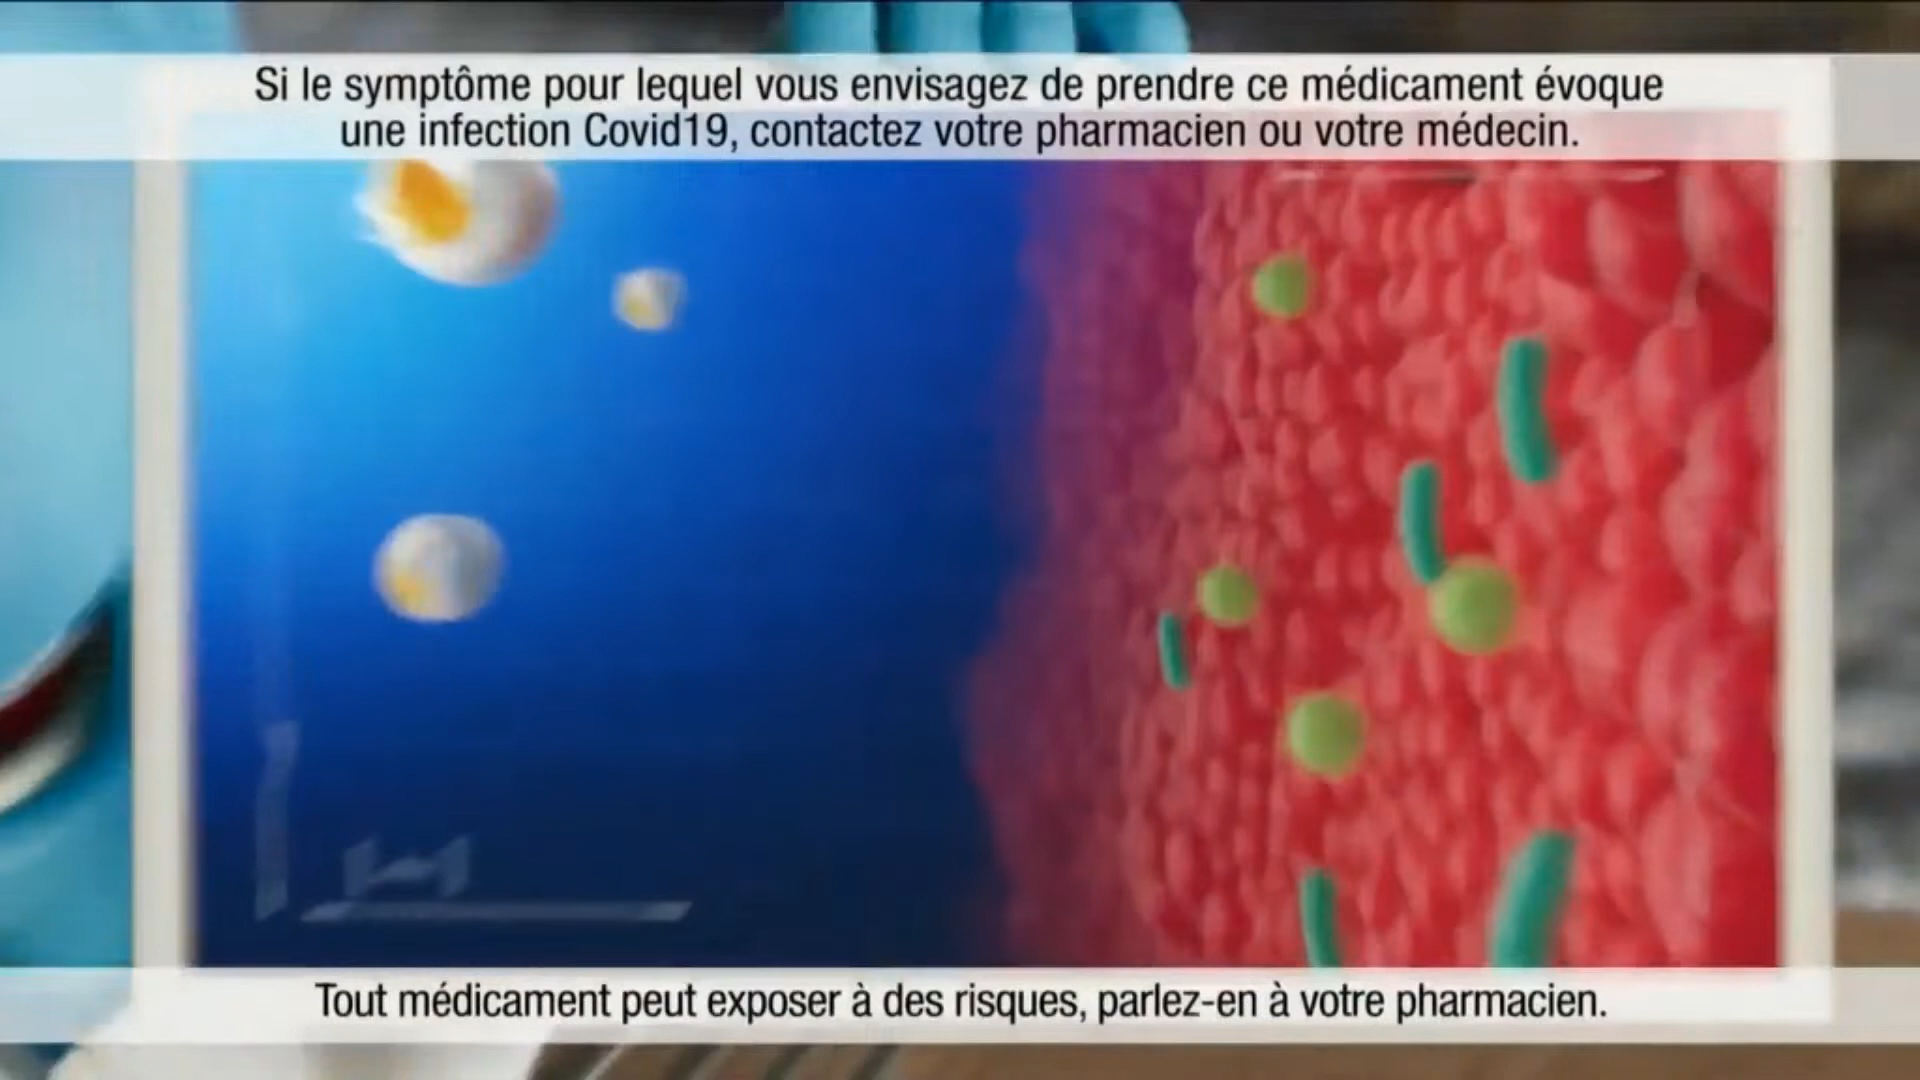 Si le symptôme pour lequel vous envisagez de prendre ce médicament évoque
une infection Covid19, contactez votre pharmacien ou votre médecin.
Tout médicament peut exposer à des risques, parlez-en à votre pharmacien.